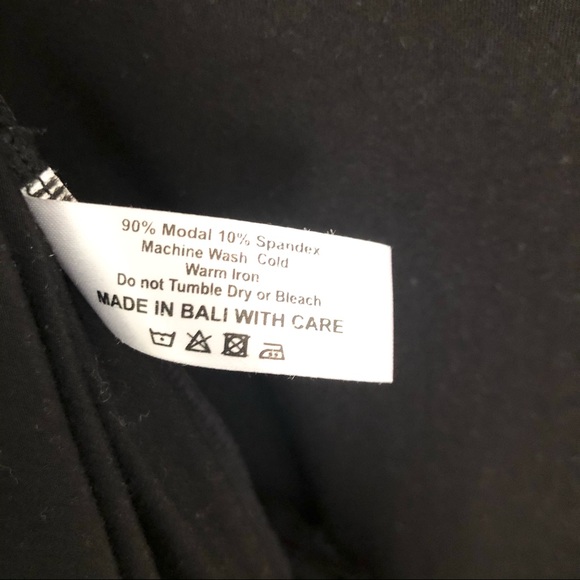 90% Modal 10% Spandex
Machine Wash Cold
Warm Iron
Do not Tumble Dry or Bleach
MADE iN BALI WITH CARE